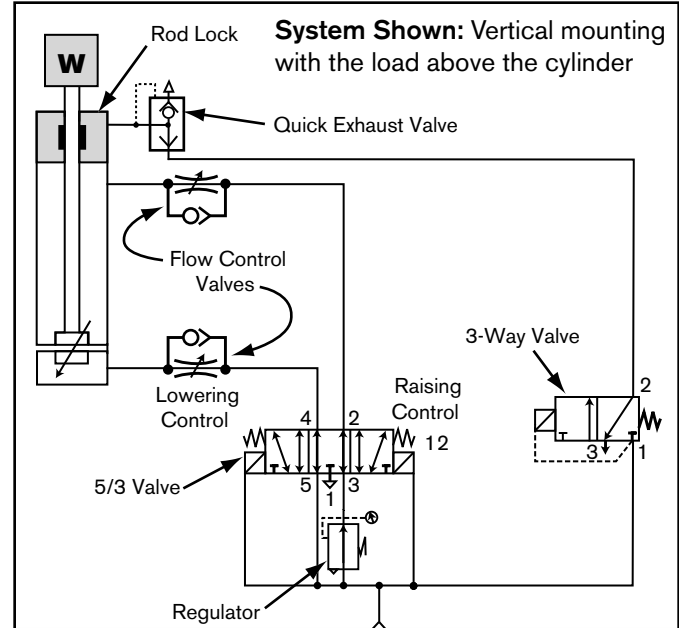 System Shown: Vertical mounting
with the load above the cylinder
Rod Lock
W
Quick Exhaust Valve
Flow Control
Valves
3-Way Valve
2
3
1
Lowering
Control
Raising
Control
4
2
12
5/3 Valve
5
1
3
Regulator